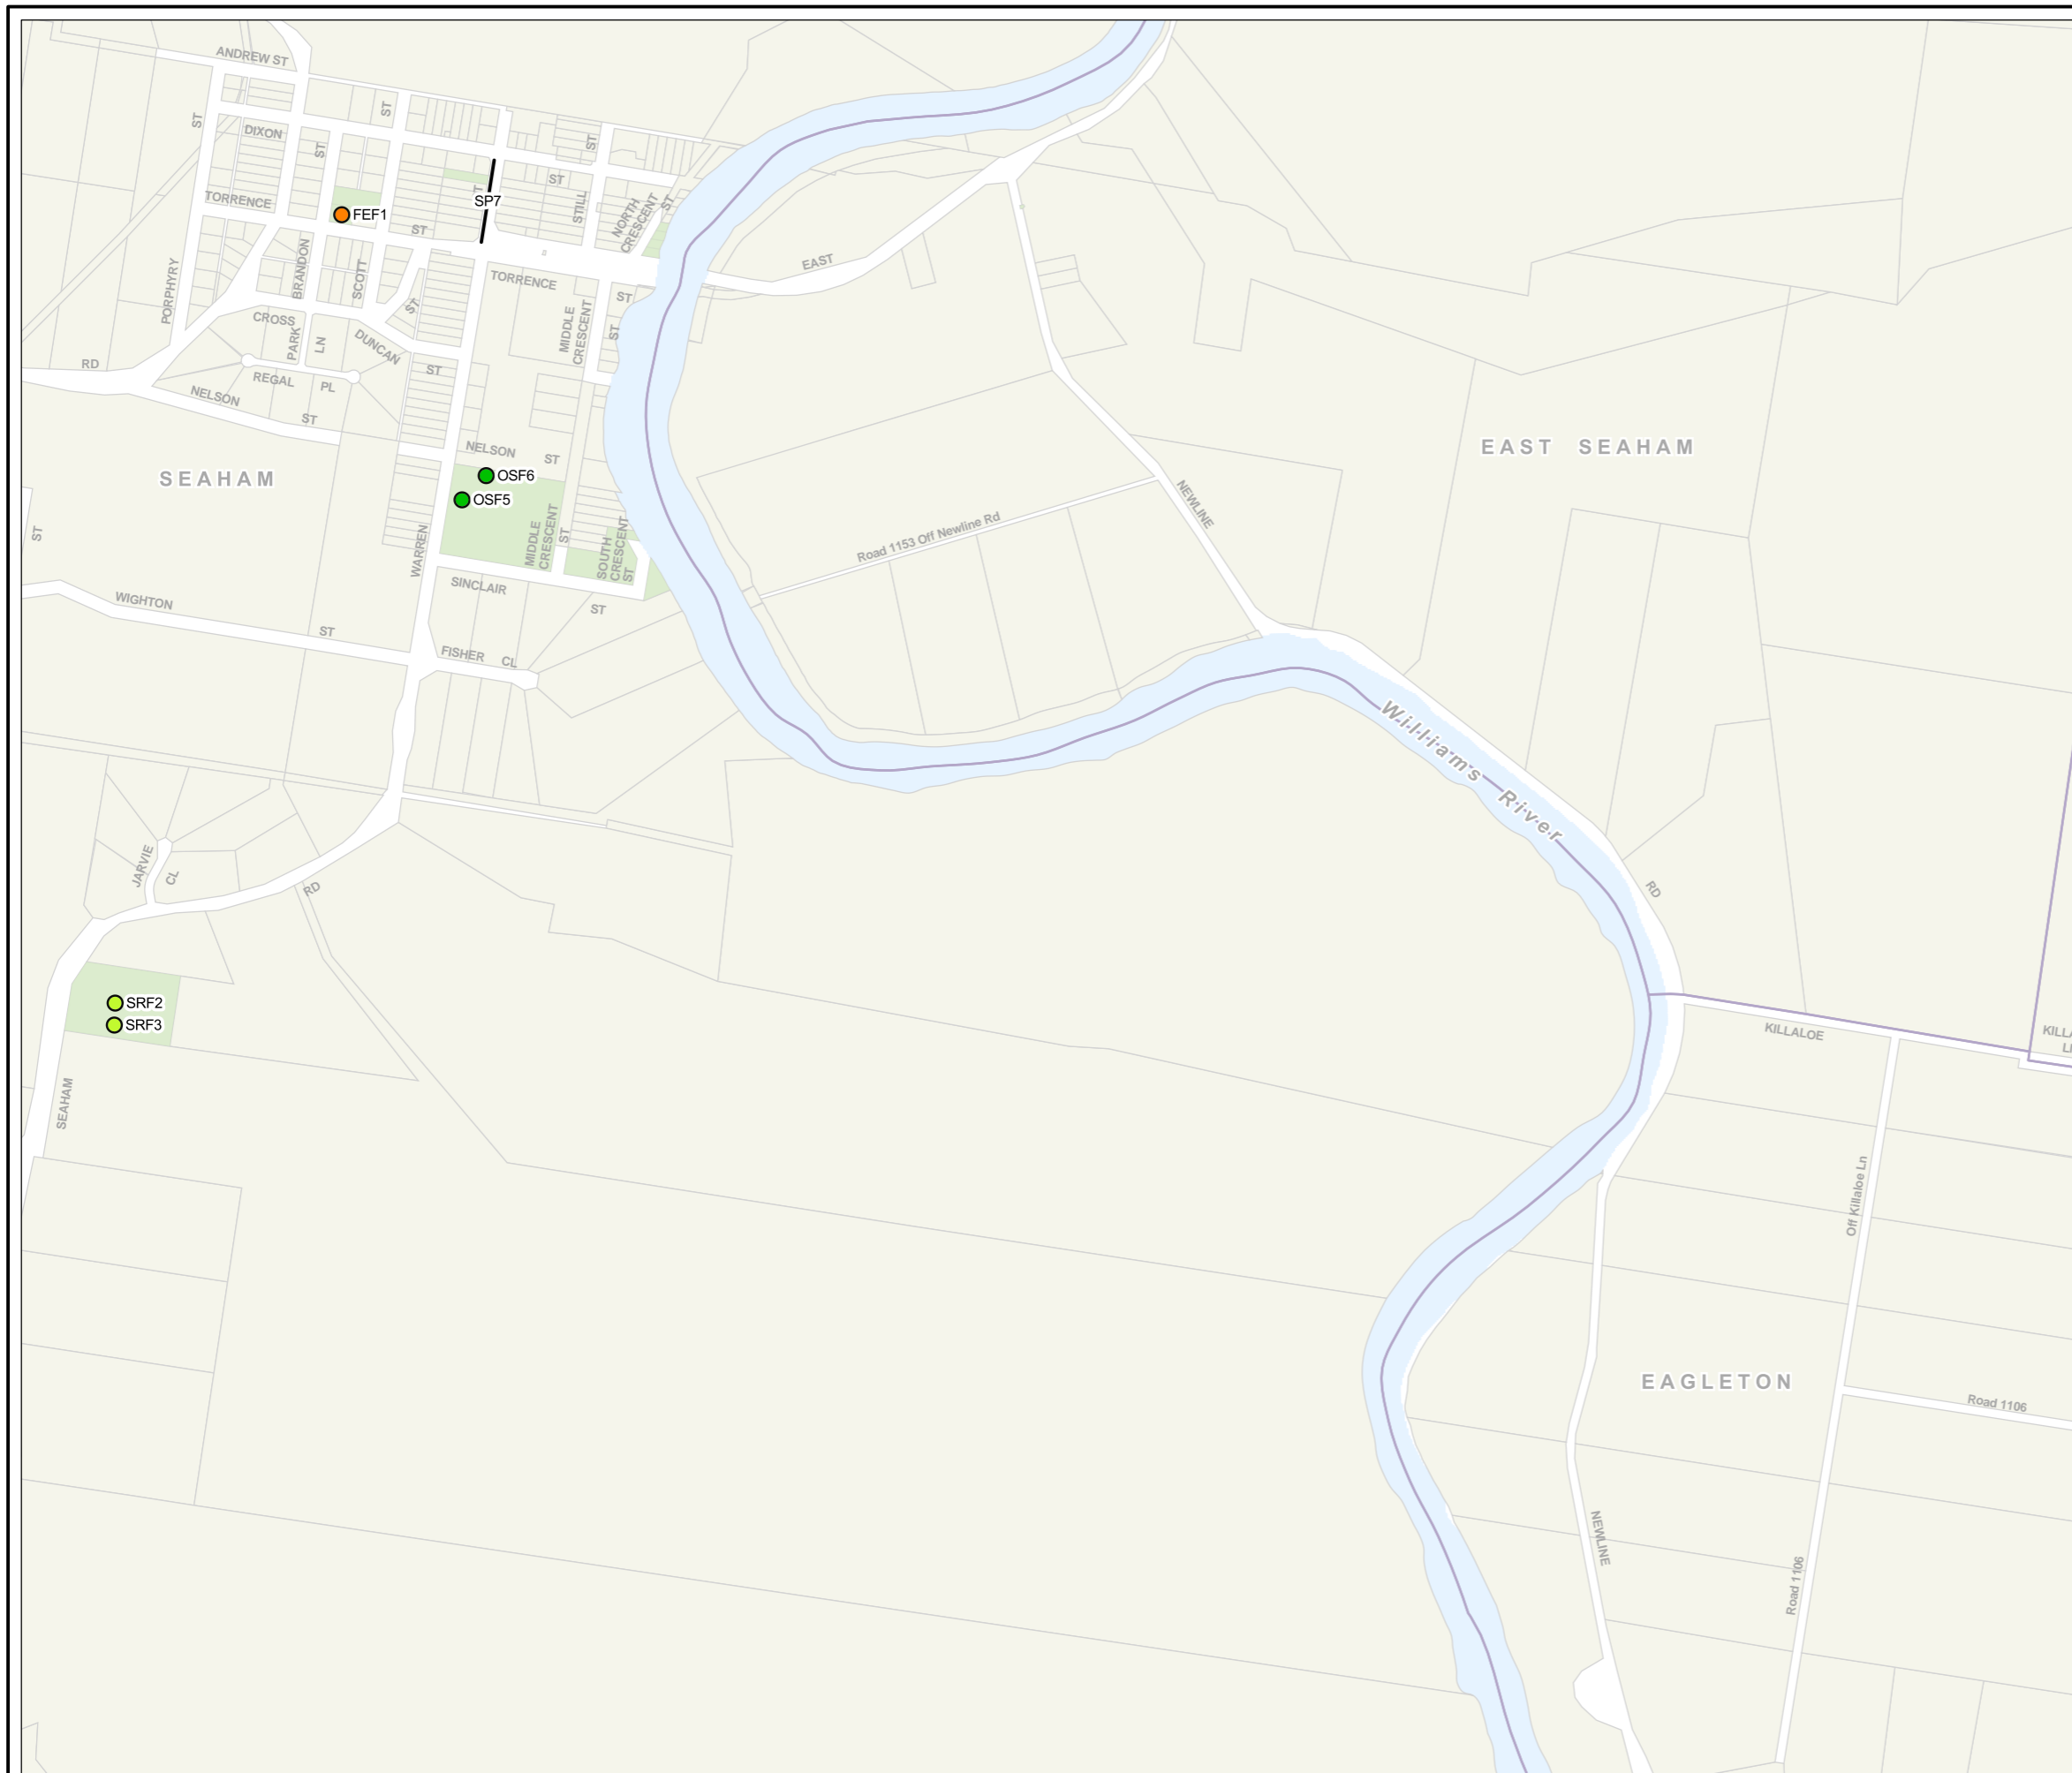 ANDREW ST
ST
ST
DIXON
ST
ST
ST
ST
SP7
TORRENCE
FEF1
ST
STILL
NORTH
CRESCENT
ST
BRANDON
SCOTT
PORPHYRY
TORRENCE
EAST
ST
ST
CROSS
PARK
LN
DUNCAN
MIDDLE
CRESCENT
ST
RD
REGAL
PL
ST
NELSON
ST
NELSON
ST
EAST SEAHAM
SEAHAM
OSF6
OSF5
NEWLINE
ST
WARREN
MIDDLE
CRESCENT
ST
SOUTH
CRESCENT
ST
Road 1153 Off Newline Rd
SINCLAIR
ST
WIGHTON
ST
FISHER CL
Williams
River
JARVIE
CL
RD
RD
SRF2
SRF3
KILLALOE
SEAHAM
Off Killaloe Ln
EAGLETON
Road 1106
NEWLINE
Road 1106